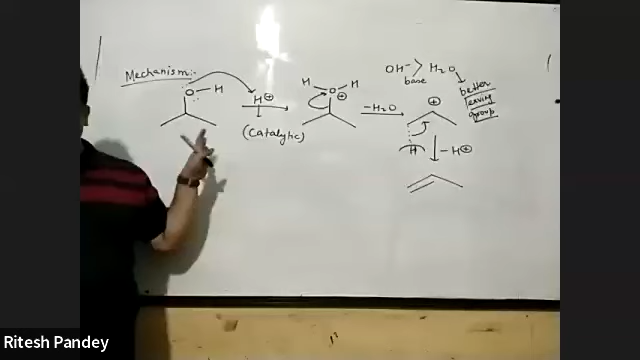 Mechanism:-
O-H
H⊕
(Catalytic)
H O H
⊕
-H2O
OH- > H2O
base
better
leaving
group
⊕
H
-H⊕
Ritesh Pandey